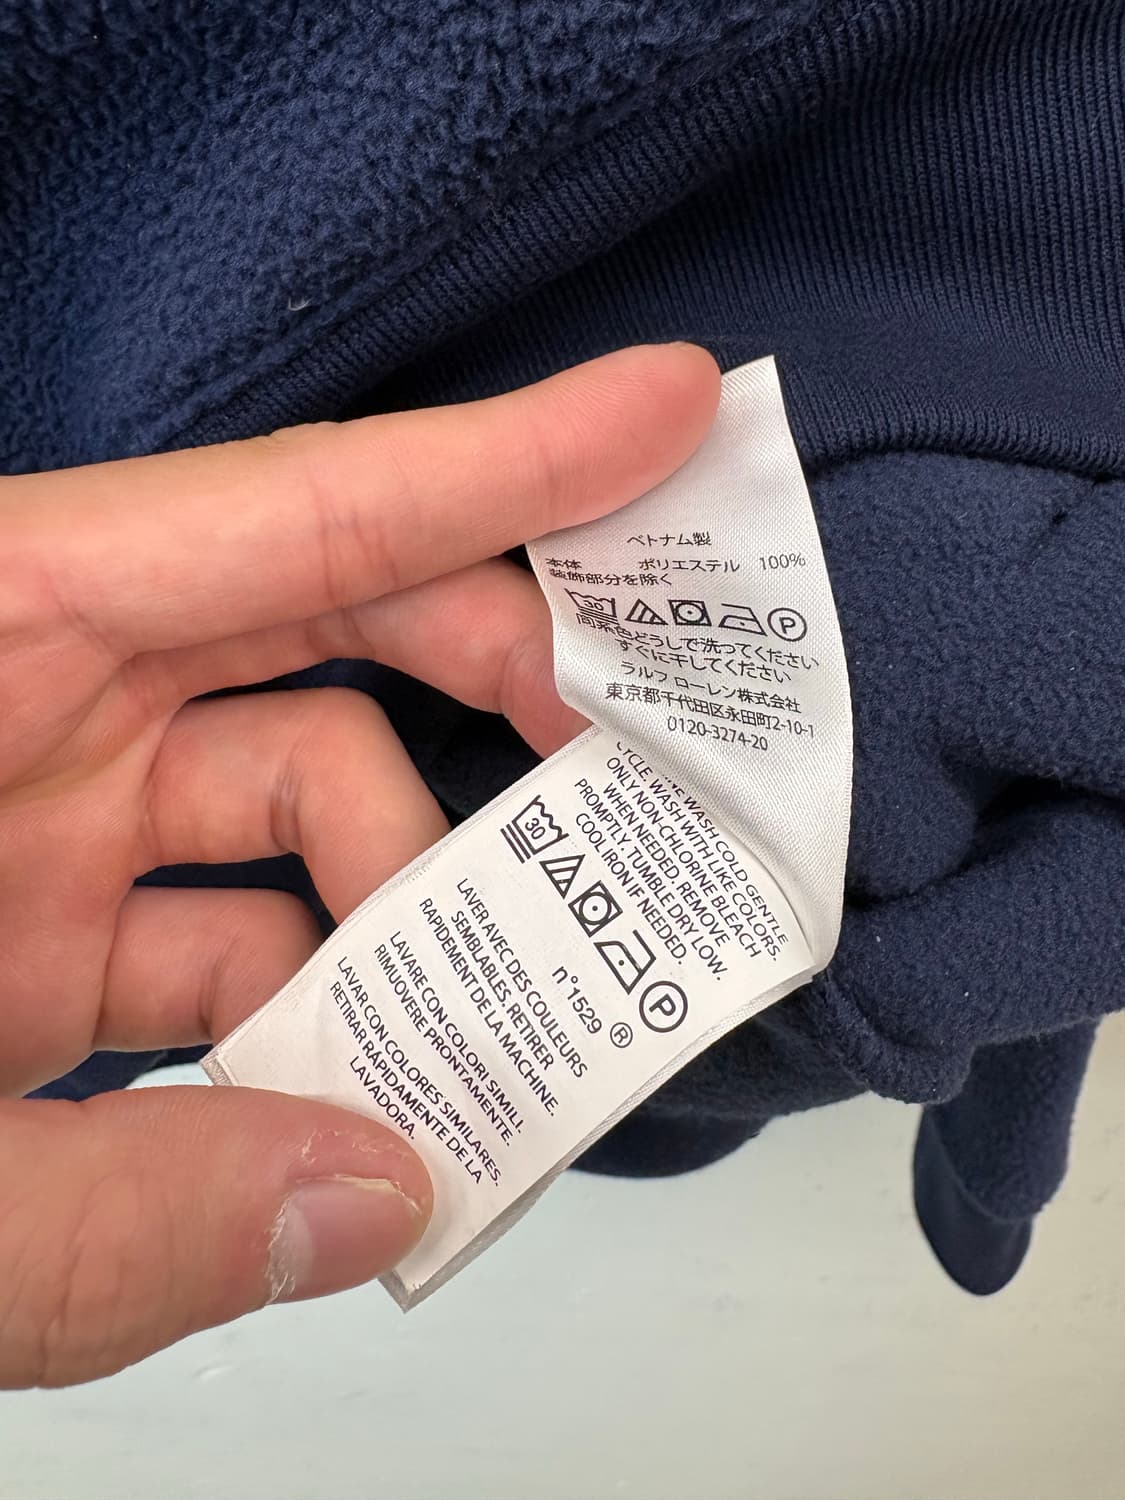 ベトナム製
本体 ポリエステル 100%
装飾部分を除く
30 P
同系色どうしで洗ってください
すぐに干してください
ラルフ ローレン株式会社
東京都千代田区永田町2-10-1
0120-3274-20
WASH COLD GENTLE
CYCLE. WASH WITH LIKE COLORS.
ONLY NON-CHLORINE BLEACH
WHEN NEEDED. REMOVE
PROMPTLY. TUMBLE DRY LOW.
COOL IRON IF NEEDED.
30 P
n°1529 ®
LAVER AVEC DES COULEURS
SEMBLABLES, RETIRER
RAPIDEMENT DE LA MACHINE.
LAVARE CON COLORI SIMILI.
RIMUOVERE PRONTAMENTE.
LAVAR CON COLORES SIMILARES.
RETIRAR RÁPIDAMENTE DE LA
LAVADORA.